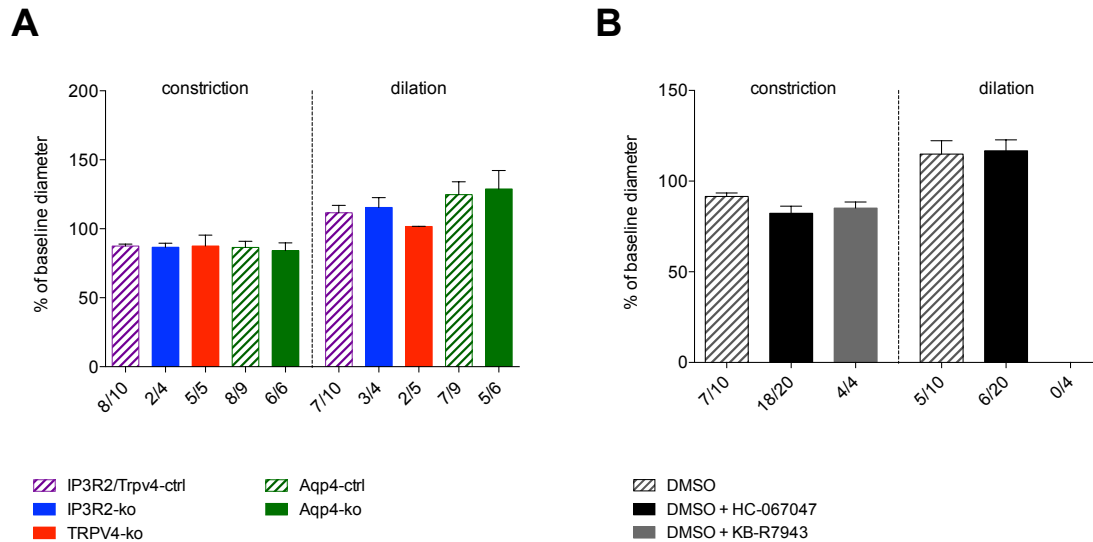 A
B
constriction
dilation
% of baseline diameter
200
150
100
50
0
8/10
2/4
5/5
8/9
6/6
7/10
3/4
2/5
7/9
5/6
IP3R2/Trpv4-ctrl
IP3R2-ko
TRPV4-ko
Aqp4-ctrl
Aqp4-ko
constriction
dilation
% of baseline diameter
150
100
50
0
7/10
18/20
4/4
5/10
6/20
0/4
DMSO
DMSO + HC-067047
DMSO + KB-R7943